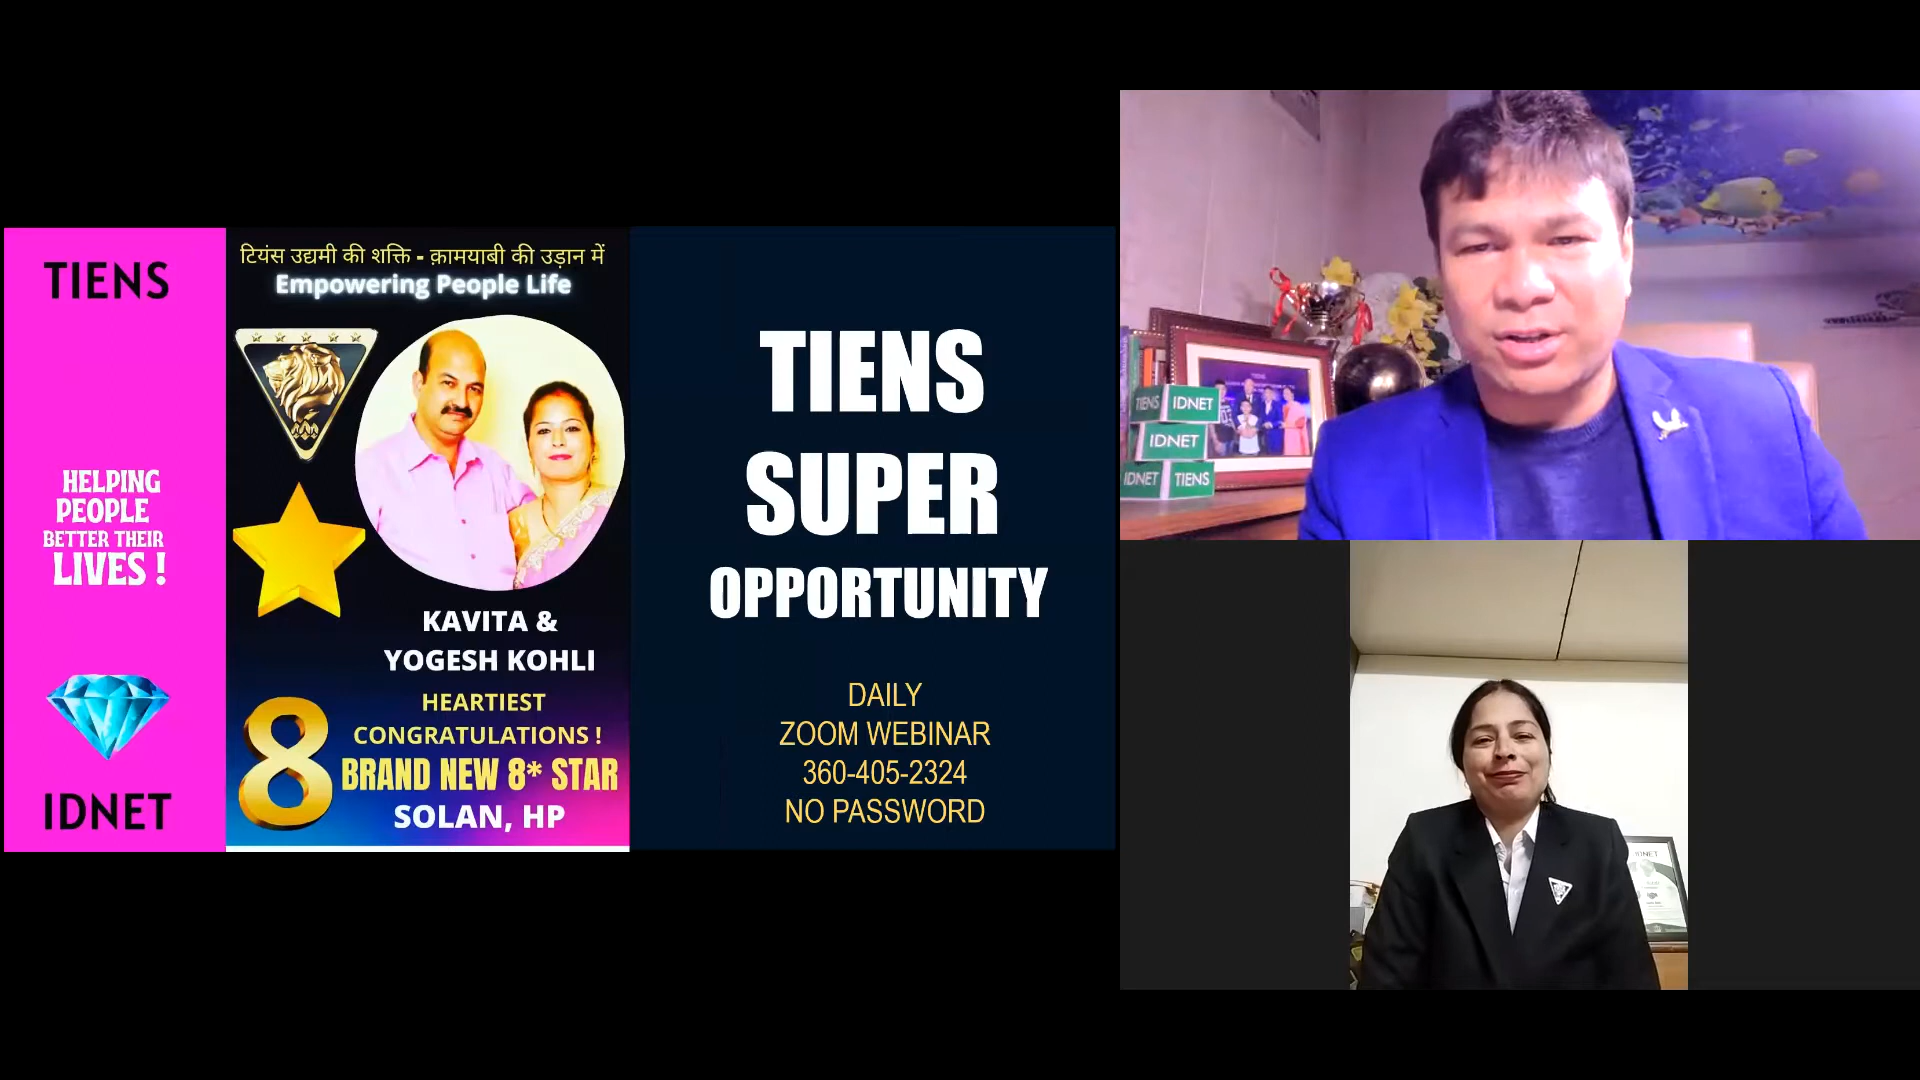 TIENS
HELPING
PEOPLE
BETTER THEIR
LIVES !
IDNET
टियंस उद्यमी की शक्ति - क़ामयाबी की उड़ान में
Empowering People Life
KAVITA &
YOGESH KOHLI
HEARTIEST
CONGRATULATIONS !
8
BRAND NEW 8* STAR
SOLAN, HP
TIENS
SUPER
OPPORTUNITY
DAILY
ZOOM WEBINAR
360-405-2324
NO PASSWORD
TIENS IDNET
IDNET
IDNET TIENS
IDNET